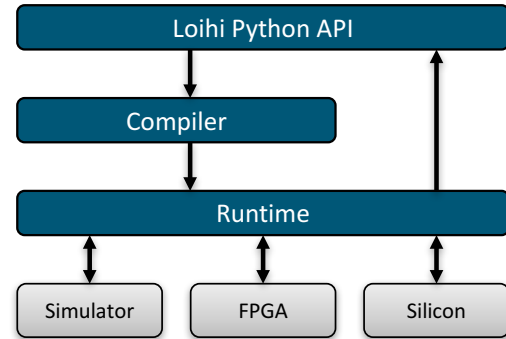 Loihi Python API
Compiler
Runtime
Simulator
FPGA
Silicon